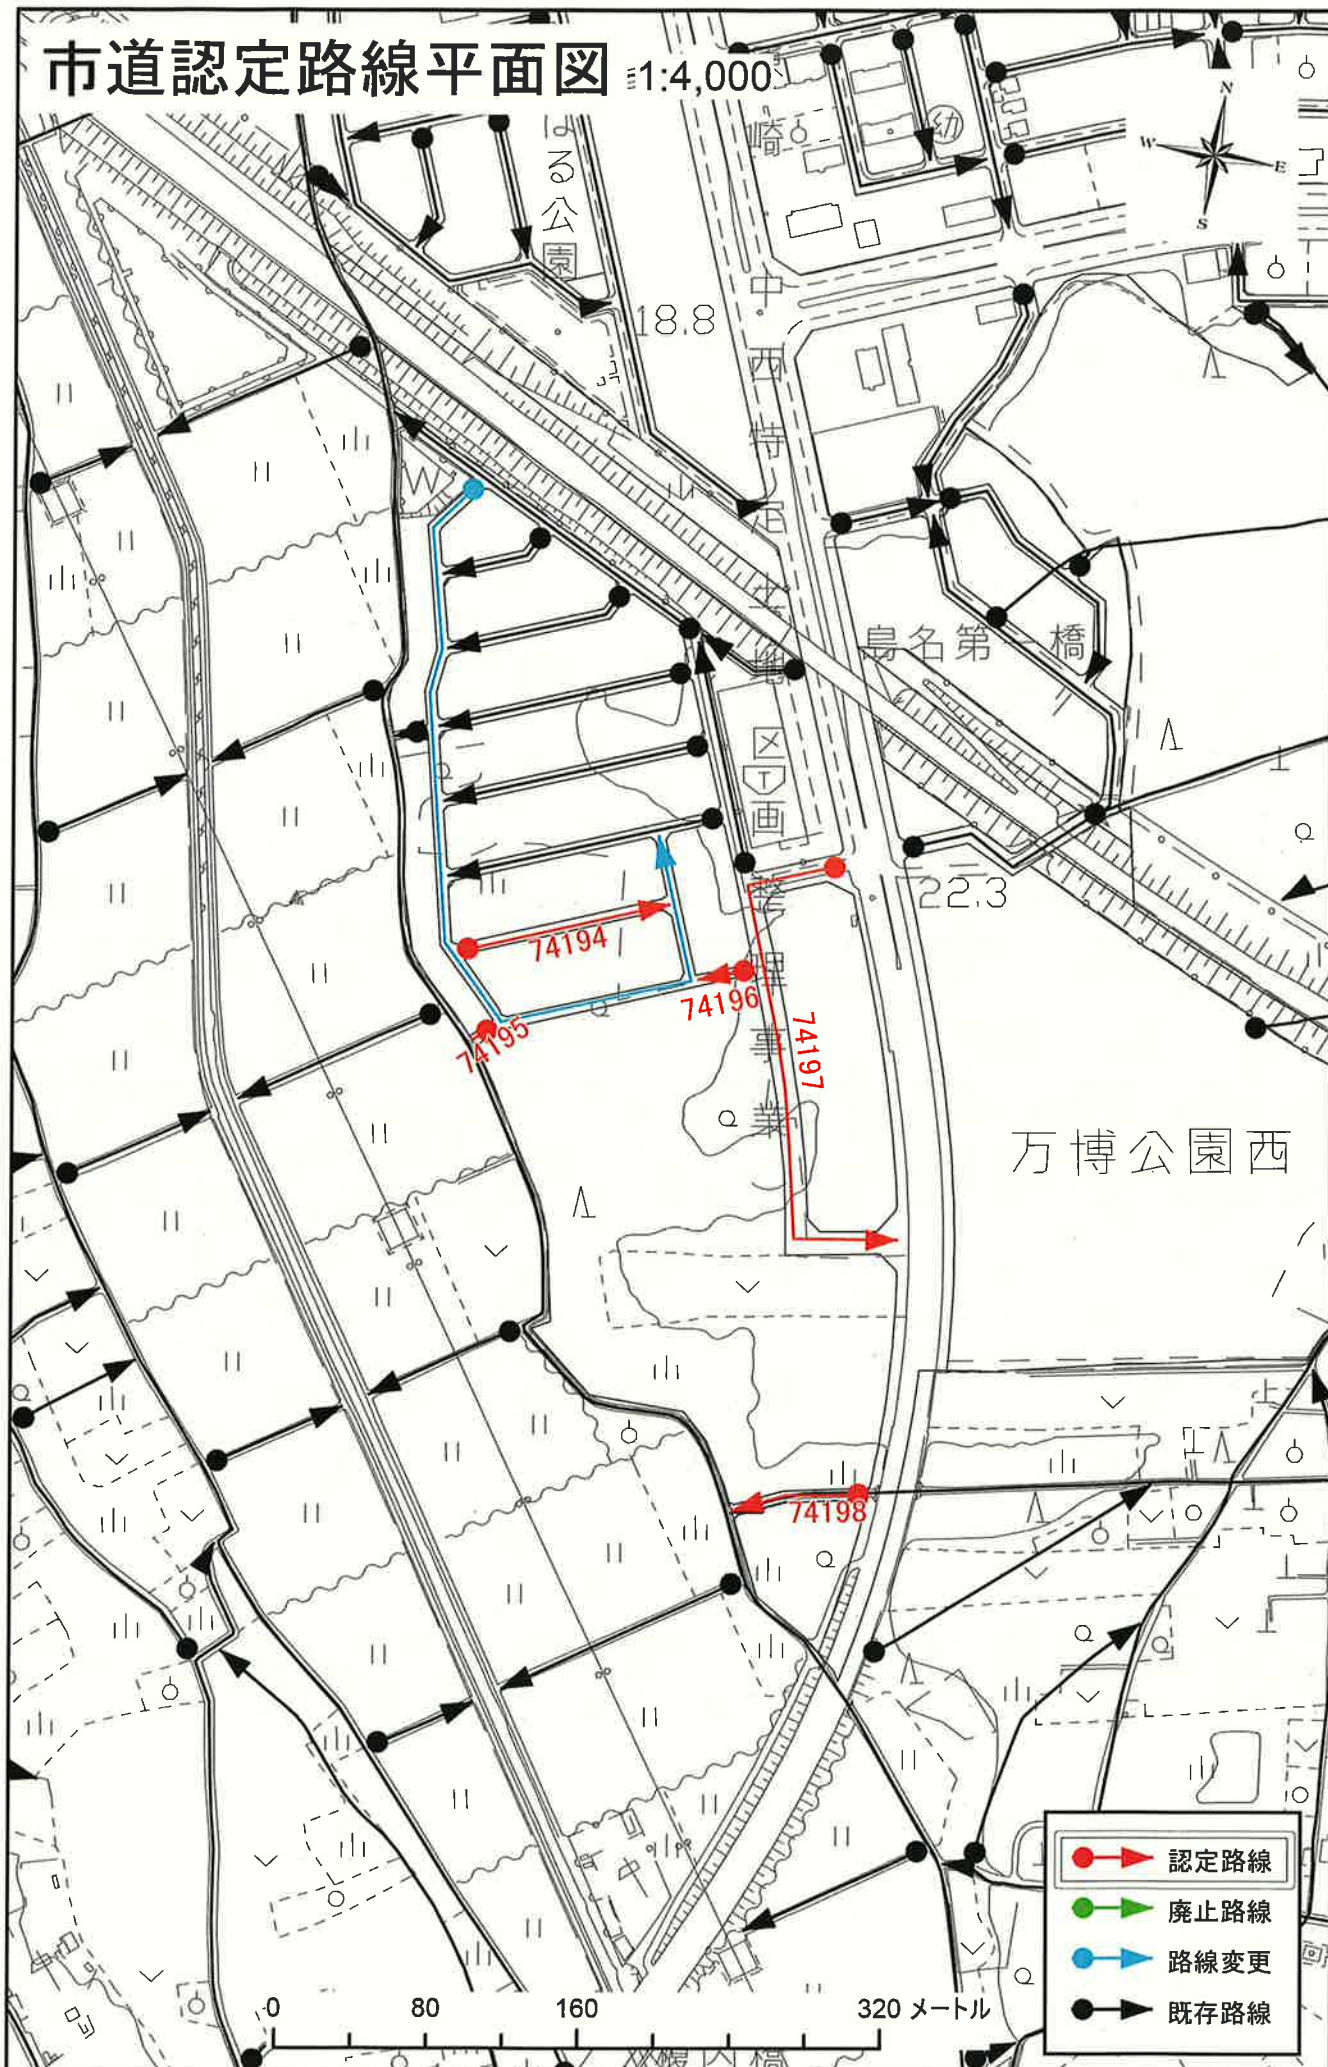 市道認定路線平面図 1:4,000
はる公園
崎
幼
N
W
E
S
18.8
中西特定土地区画整理事業
W
島名第一橋
T
22.3
74194
74196
74195
74197
万博公園西
74198
認定路線
廃止路線
路線変更
既存路線
0 80 160 320 メートル